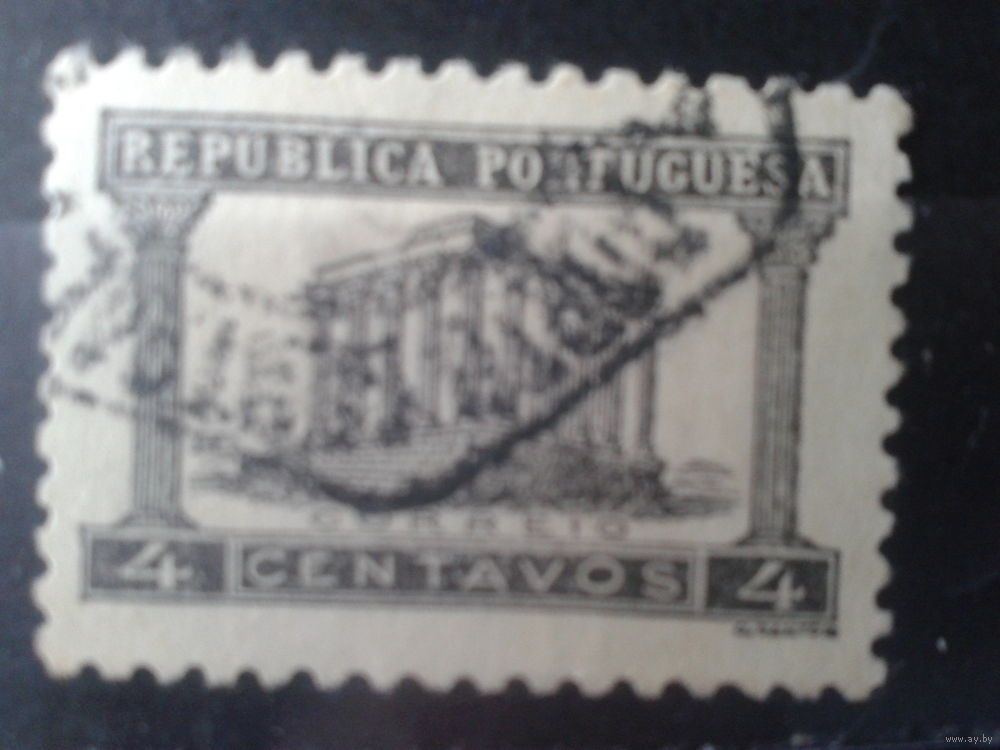 REPUBLICA PORTUGUESA
CORREIO
4 CENTAVOS 4
www.ay.by